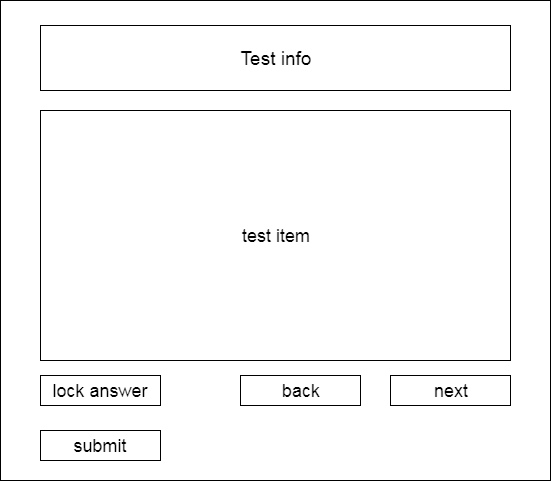 Test info
test item
lock answer
back
next
submit